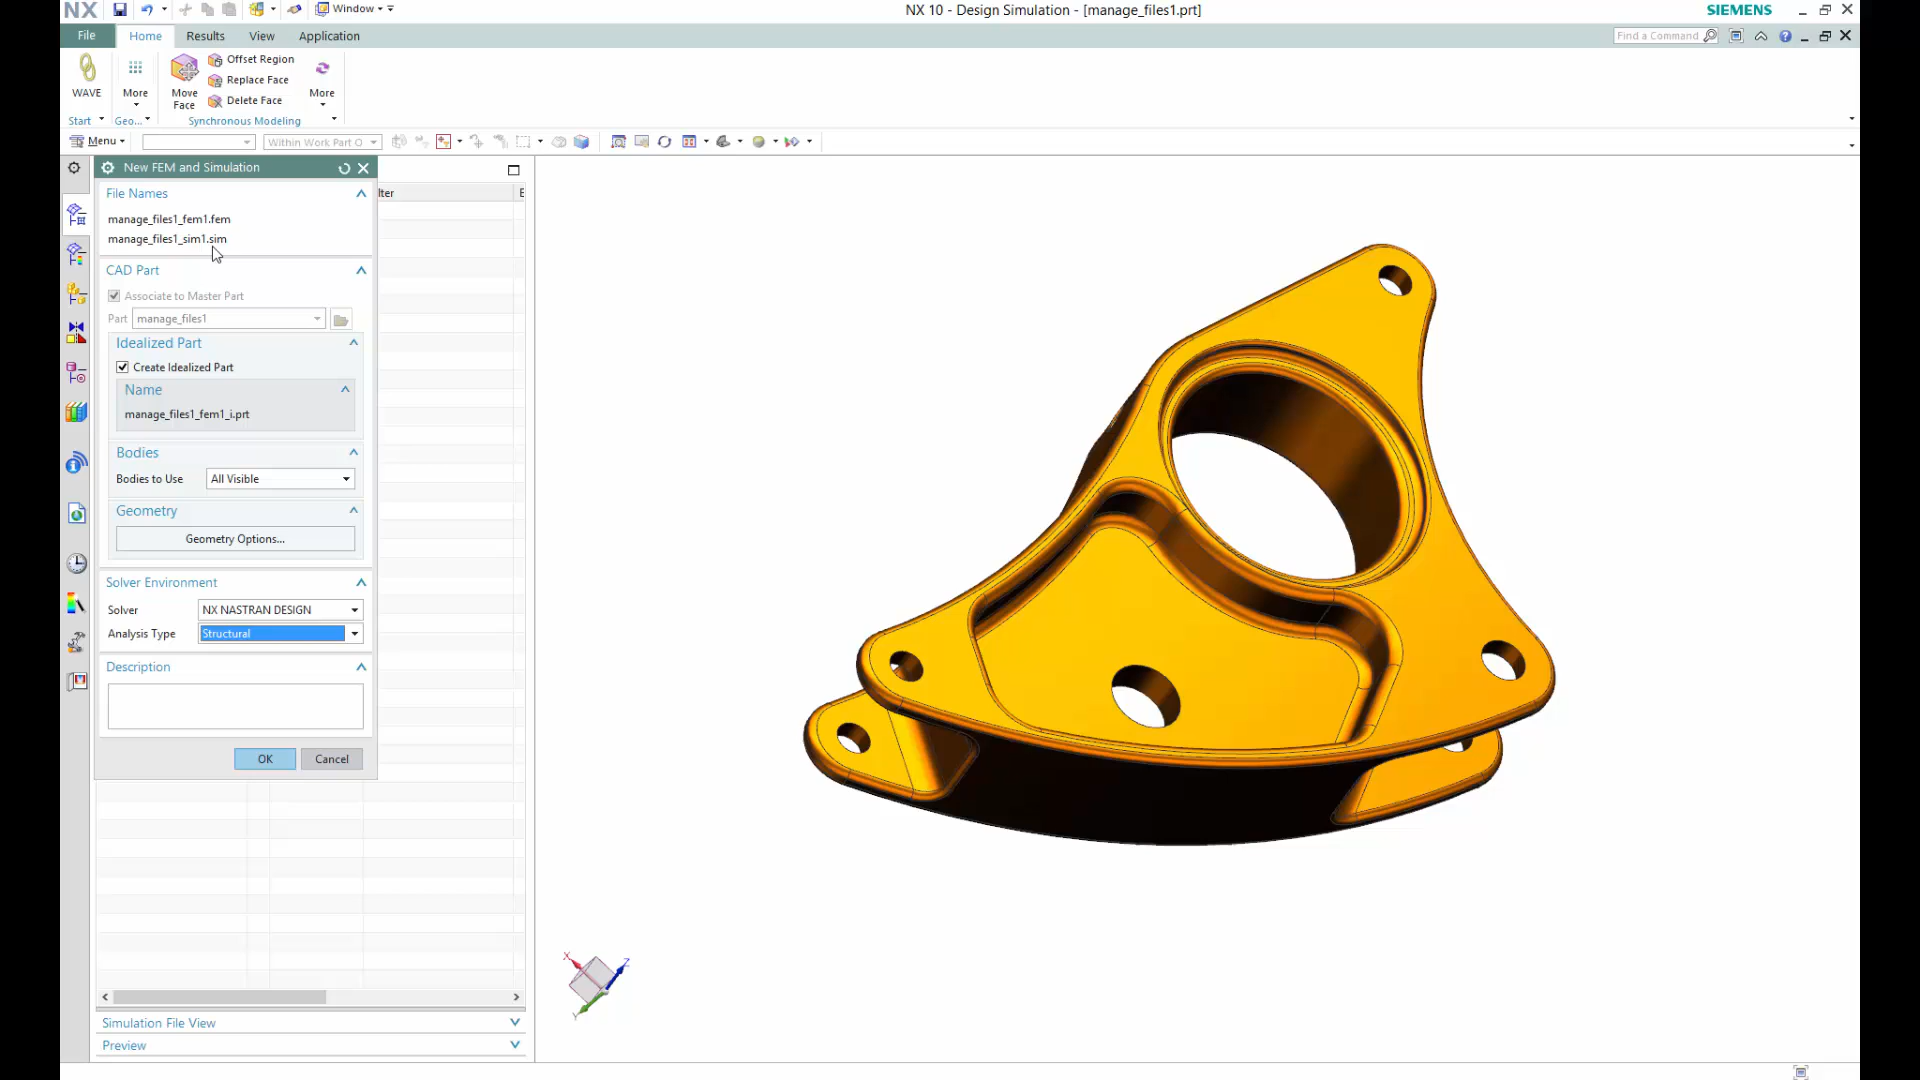 NX
Window
NX 10 - Design Simulation - [manage_files1.prt]
SIEMENS
File
Home
Results
View
Application
Find a Command
WAVE
More
Move
Face
Offset Region
Replace Face
Delete Face
More
Start
Geo...
Synchronous Modeling
Menu
Within Work Part O
New FEM and Simulation
lter
E
File Names
manage_files1_fem1.fem
manage_files1_sim1.sim
CAD Part
Associate to Master Part
Part
manage_files1
Idealized Part
Create Idealized Part
Name
manage_files1_fem1_i.prt
Bodies
Bodies to Use
All Visible
Geometry
Geometry Options...
Solver Environment
Solver
NX NASTRAN DESIGN
Analysis Type
Structural
Description
OK
Cancel
X
Z
Y
Simulation File View
Preview